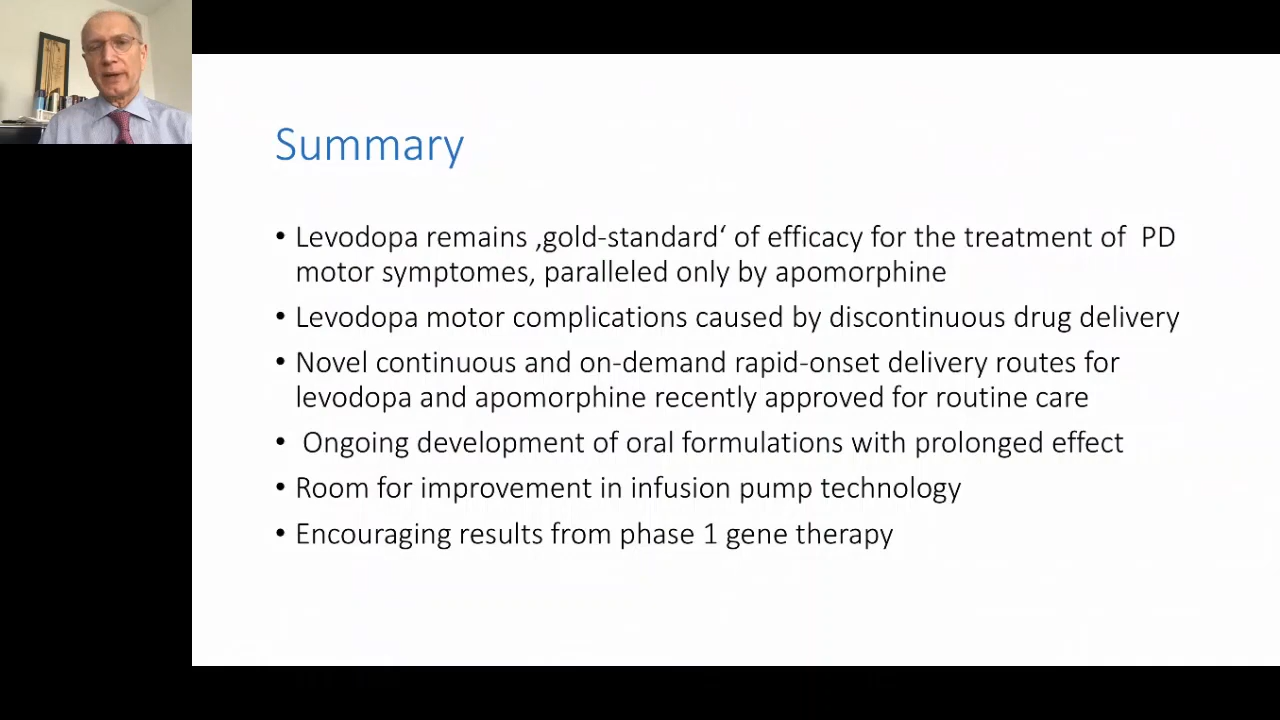 Summary
• Levodopa remains ‚gold-standard‘ of efficacy for the treatment of  PD
motor symptomes, paralleled only by apomorphine
• Levodopa motor complications caused by discontinuous drug delivery
• Novel continuous and on-demand rapid-onset delivery routes for
levodopa and apomorphine recently approved for routine care
•  Ongoing development of oral formulations with prolonged effect
• Room for improvement in infusion pump technology
• Encouraging results from phase 1 gene therapy